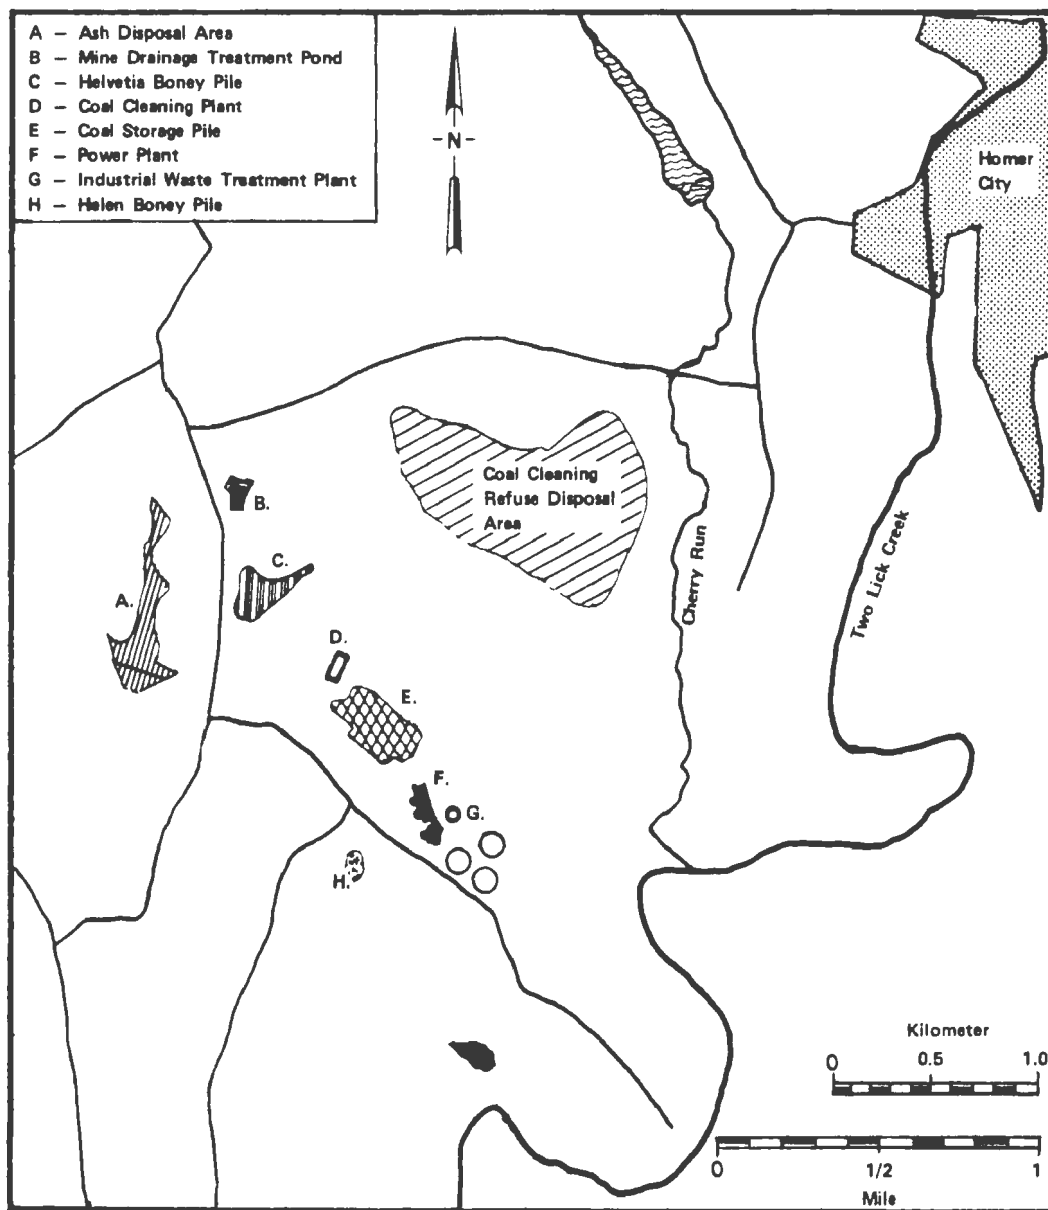 A – Ash Disposal Area
B – Mine Drainage Treatment Pond
C – Helvetia Boney Pile
D – Coal Cleaning Plant
E – Coal Storage Pile
F – Power Plant
G – Industrial Waste Treatment Plant
H – Helen Boney Pile
-N-
Homer
City
Coal Cleaning
Refuse Disposal
Area
B.
C.
A.
Cherry Run
Two Lick Creek
D.
E.
F.
G.
H.
Kilometer
0 0.5 1.0
0 1/2 1
Mile